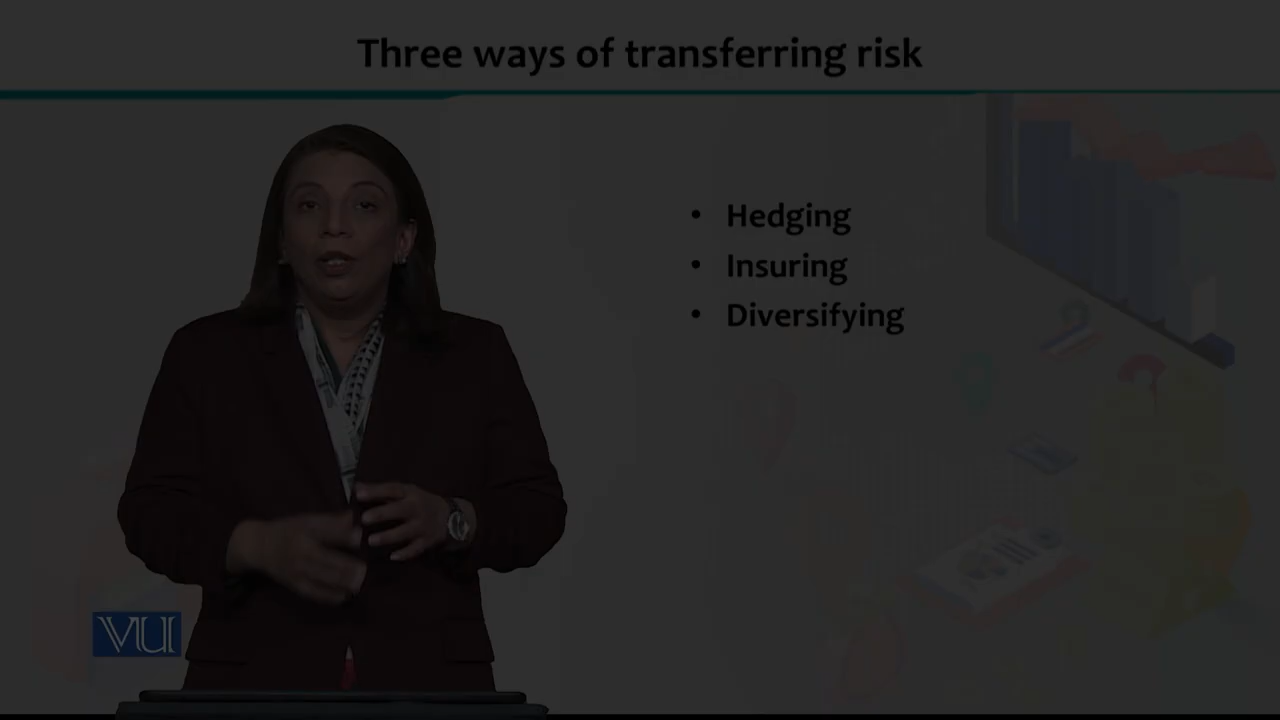 Three ways of transferring risk
• Hedging
• Insuring
• Diversifying
VU